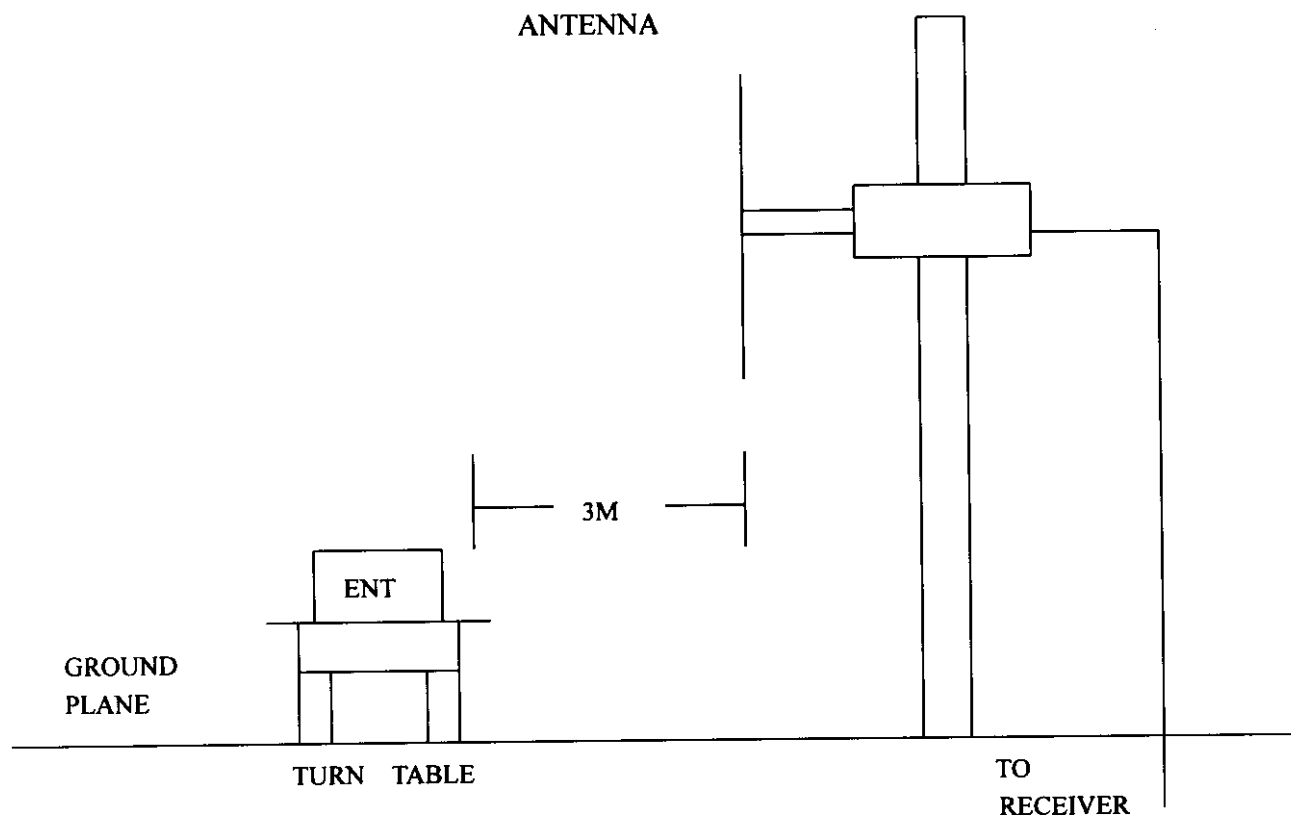 ANTENNA
3M
ENT
GROUND
PLANE
TURN TABLE
TO
RECEIVER